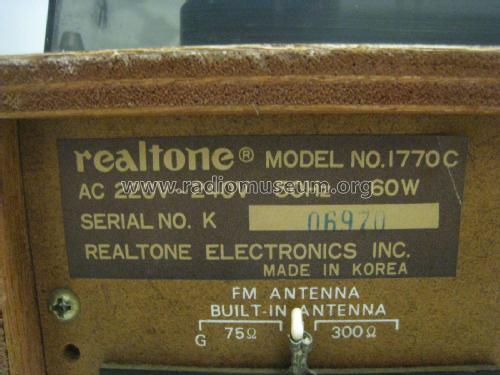 realtone® MODEL NO. 1770C
AC 220V~240V 50Hz 60W
www.radiomuseum.org
SERIAL NO. K 06970
REALTONE ELECTRONICS INC.
MADE IN KOREA
FM ANTENNA
BUILT-IN ANTENNA
G 75Ω 300Ω